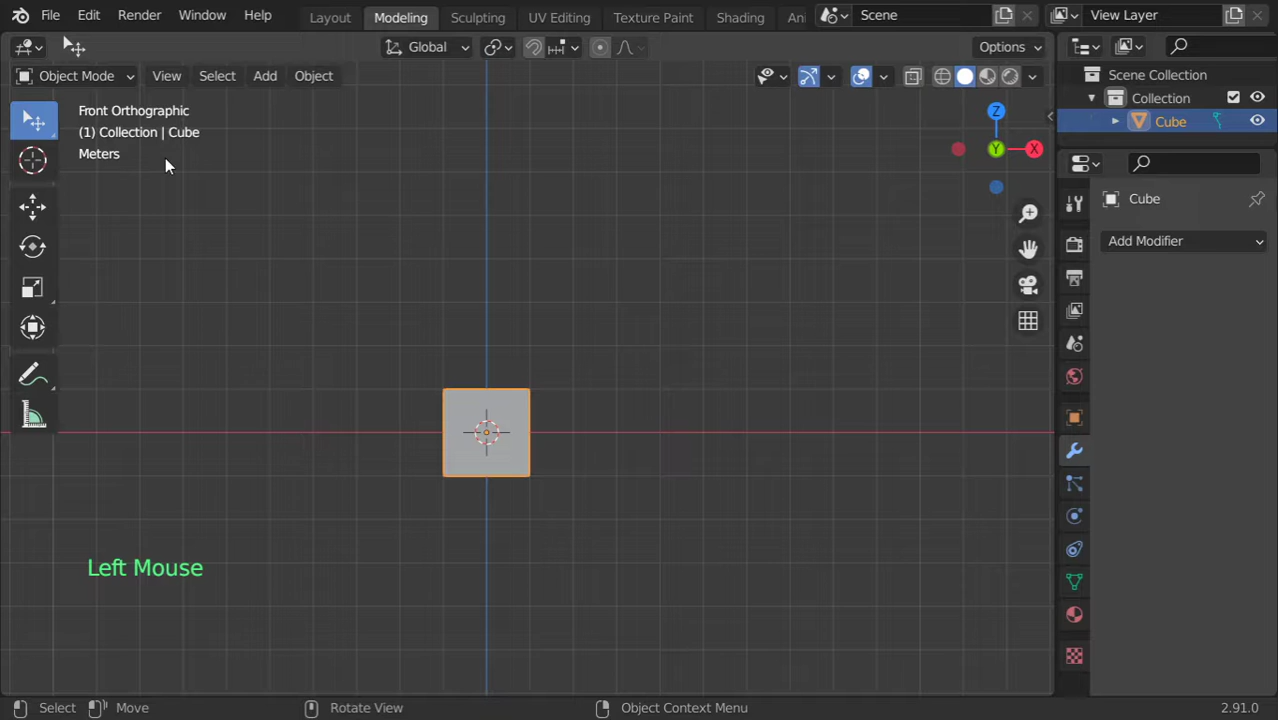 File Edit Render Window Help Layout Modeling Sculpting UV Editing Texture Paint Shading An Scene View Layer
Global Options
Object Mode View Select Add Object Scene Collection
Front Orthographic Collection
(1) Collection | Cube Cube
Meters
Cube
Add Modifier
Z
Y X
Left Mouse
Select Move Rotate View Object Context Menu 2.91.0